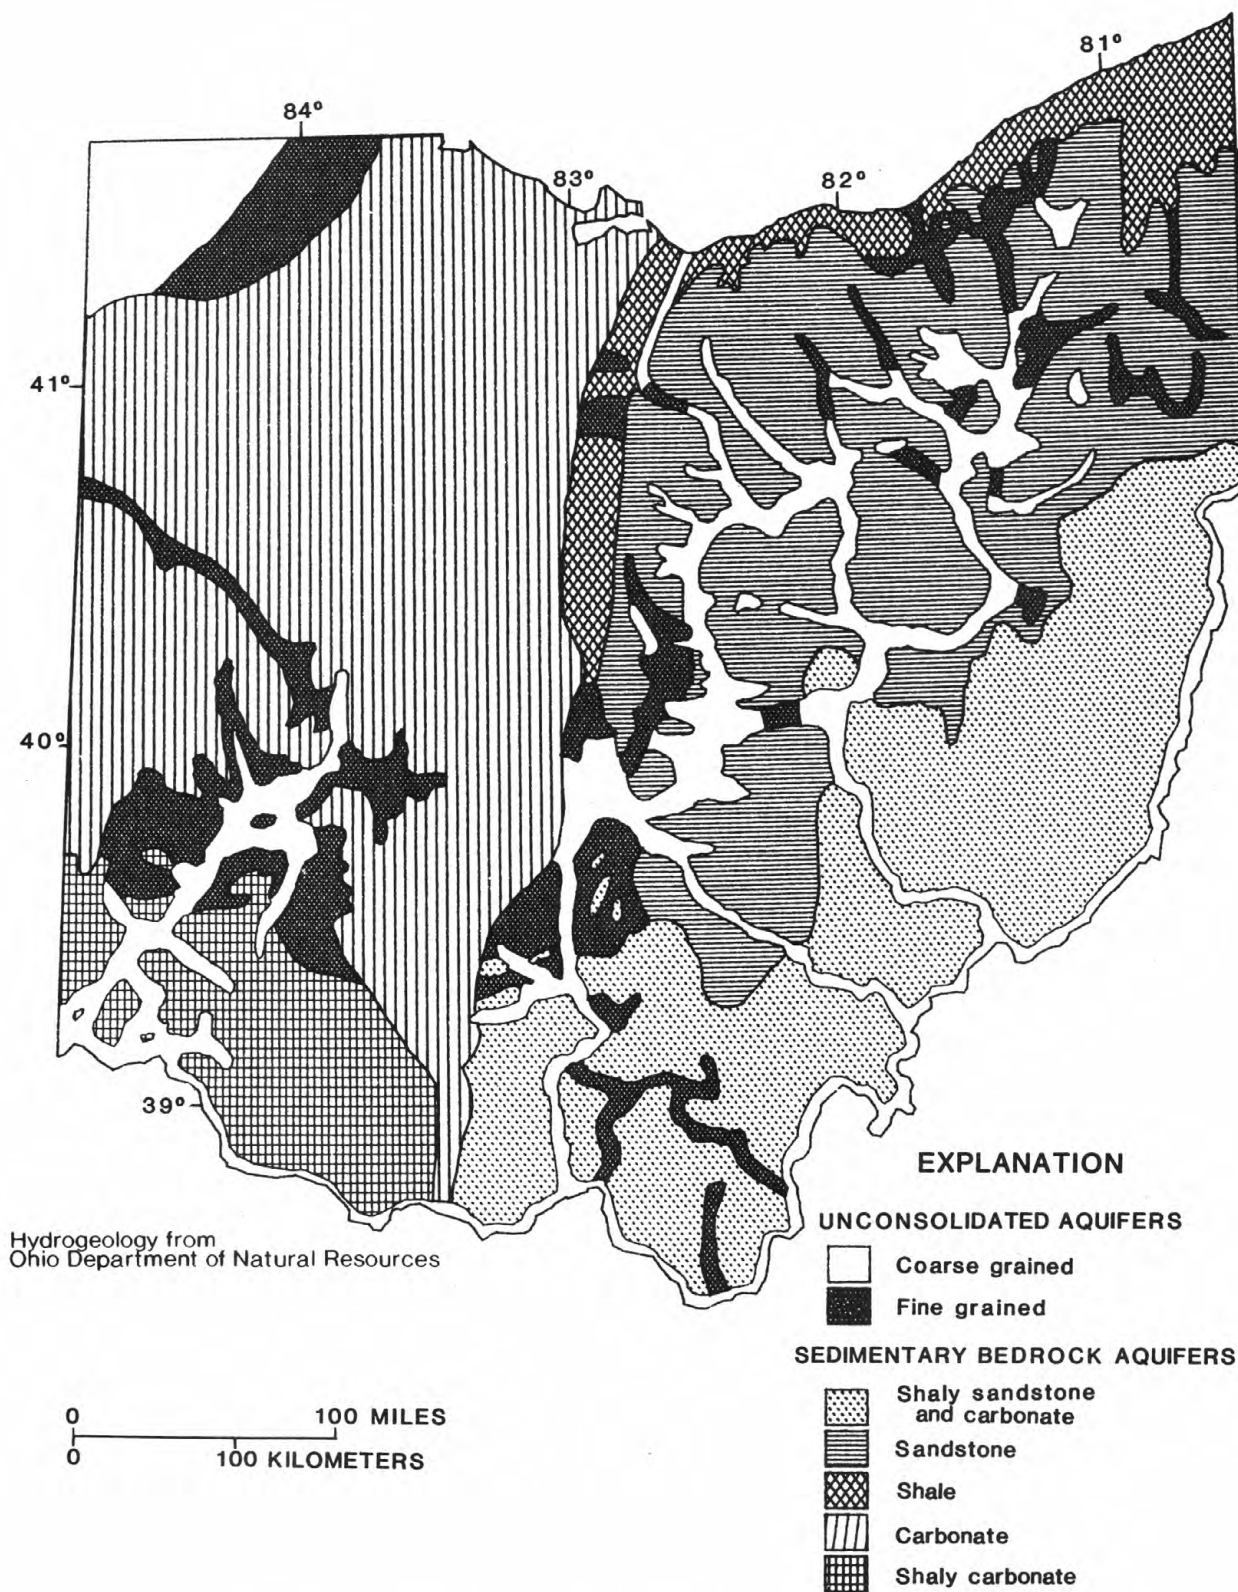 81°
84°
83°
82°
41°
40°
39°
EXPLANATION
UNCONSOLIDATED AQUIFERS
Coarse grained
Fine grained
Hydrogeology from
Ohio Department of Natural Resources
SEDIMENTARY BEDROCK AQUIFERS
Shaly sandstone
and carbonate
Sandstone
Shale
Carbonate
Shaly carbonate
0 100 MILES
0 100 KILOMETERS